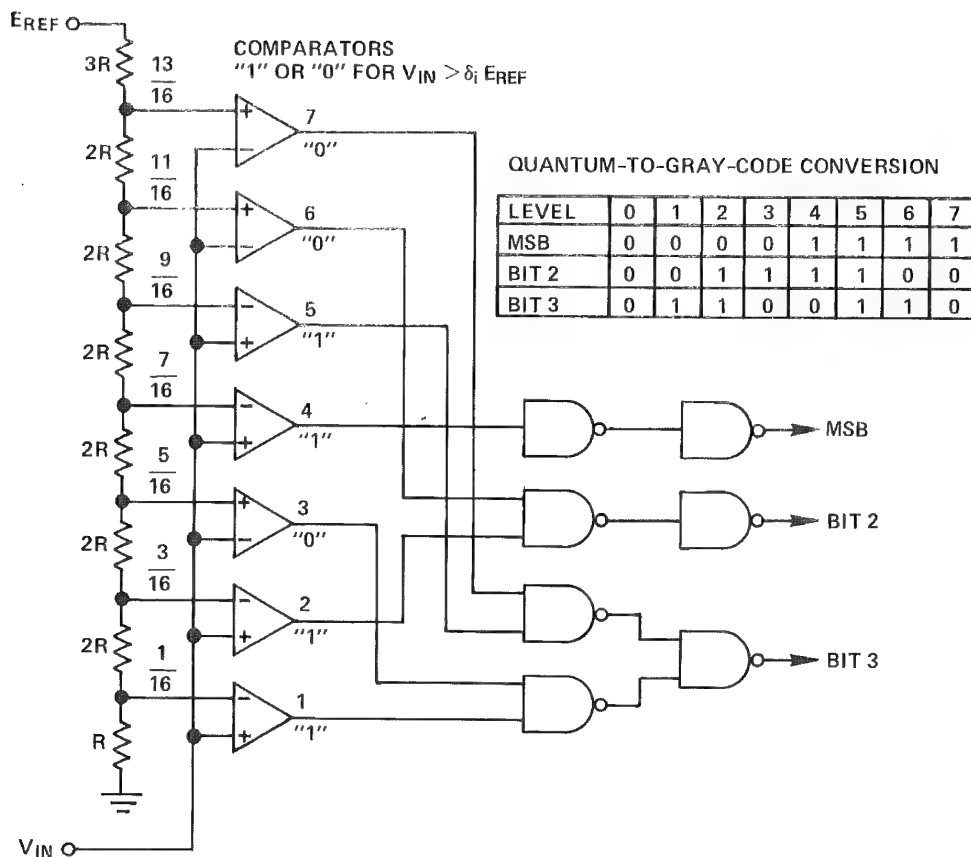 EREF
COMPARATORS
"1" OR "0" FOR VIN > δi EREF
3R
13
16
+
−
7
"0"
2R
11
16
+
−
6
"0"
QUANTUM-TO-GRAY-CODE CONVERSION
LEVEL 0 1 2 3 4 5 6 7
MSB 0 0 0 0 1 1 1 1
BIT 2 0 0 1 1 1 1 0 0
BIT 3 0 1 1 0 0 1 1 0
2R
9
16
−
+
5
"1"
2R
7
16
−
+
4
"1"
MSB
2R
5
16
+
−
3
"0"
BIT 2
2R
3
16
−
+
2
"1"
BIT 3
2R
1
16
−
+
1
"1"
R
VIN